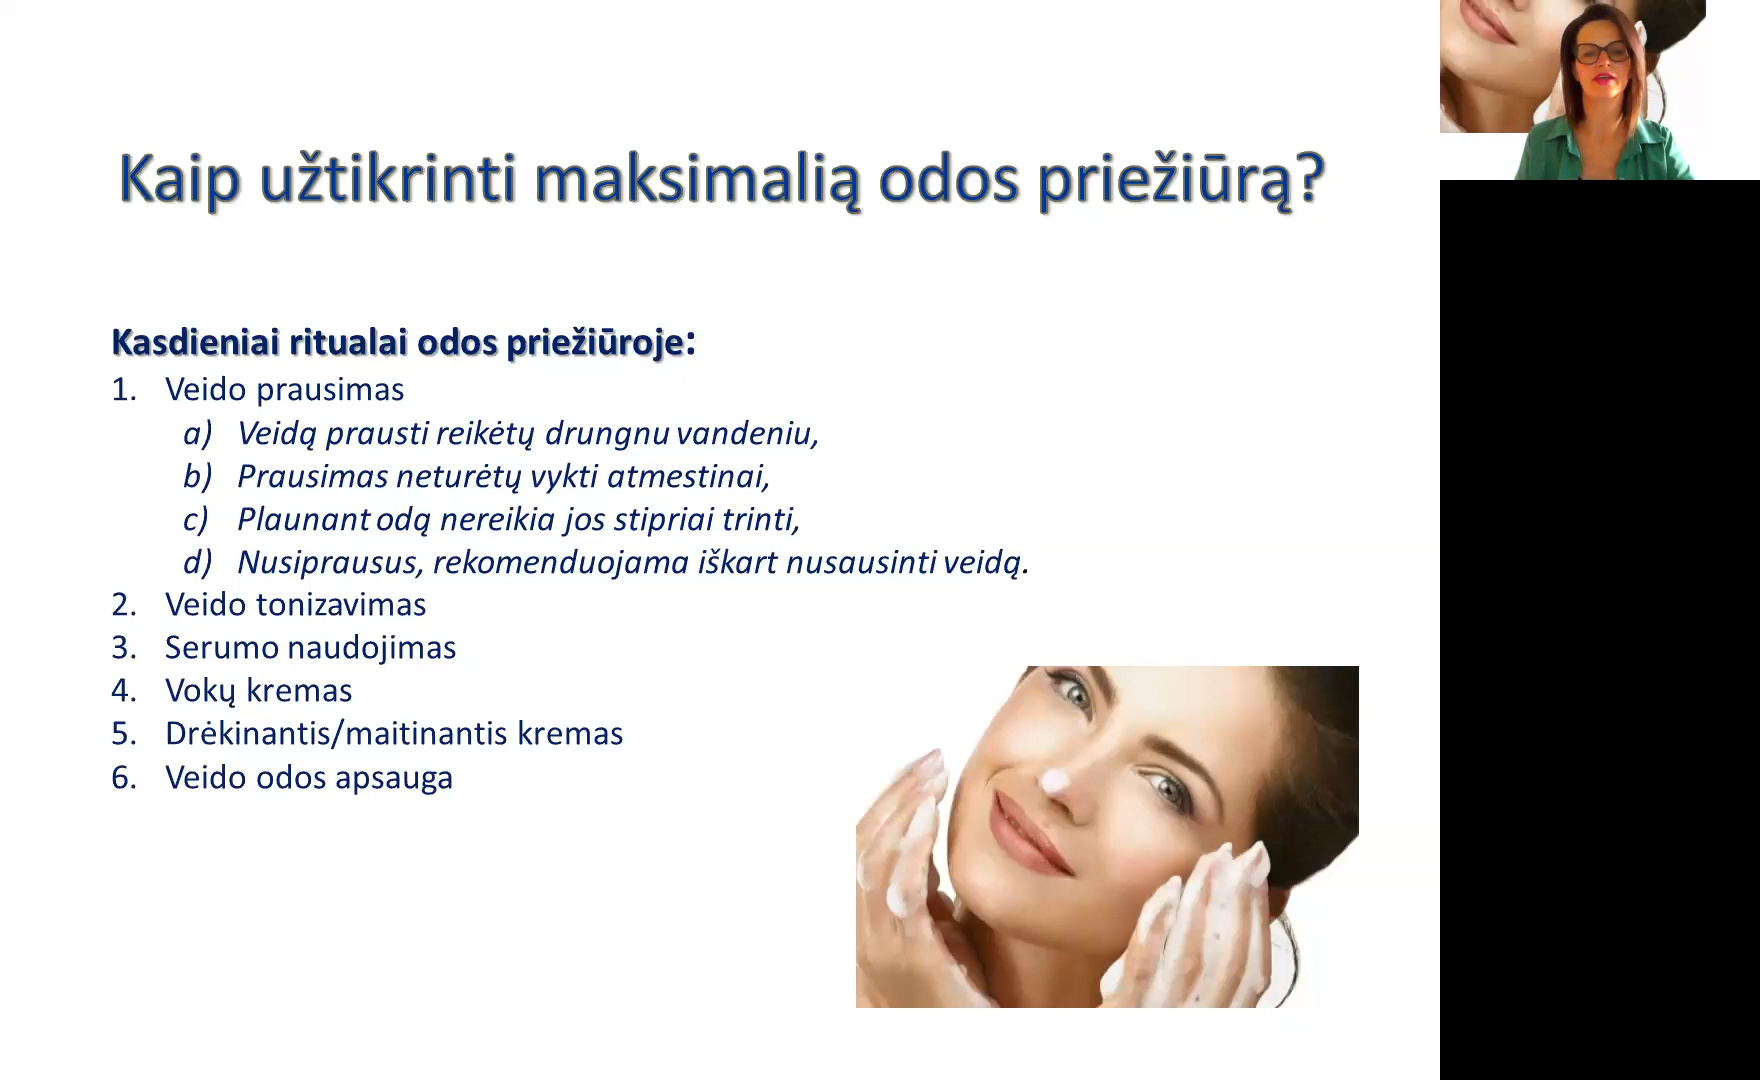 Kaip užtikrinti maksimalią odos priežiūrą?
Kasdieniai ritualai odos priežiūroje:
1. Veido prausimas
a) Veidą prausti reikėtų drungnu vandeniu,
b) Prausimas neturėtų vykti atmestinai,
c) Plaunant odą nereikia jos stipriai trinti,
d) Nusiprausus, rekomenduojama iškart nusausinti veidą.
2. Veido tonizavimas
3. Serumo naudojimas
4. Vokų kremas
5. Drėkinantis/maitinantis kremas
6. Veido odos apsauga